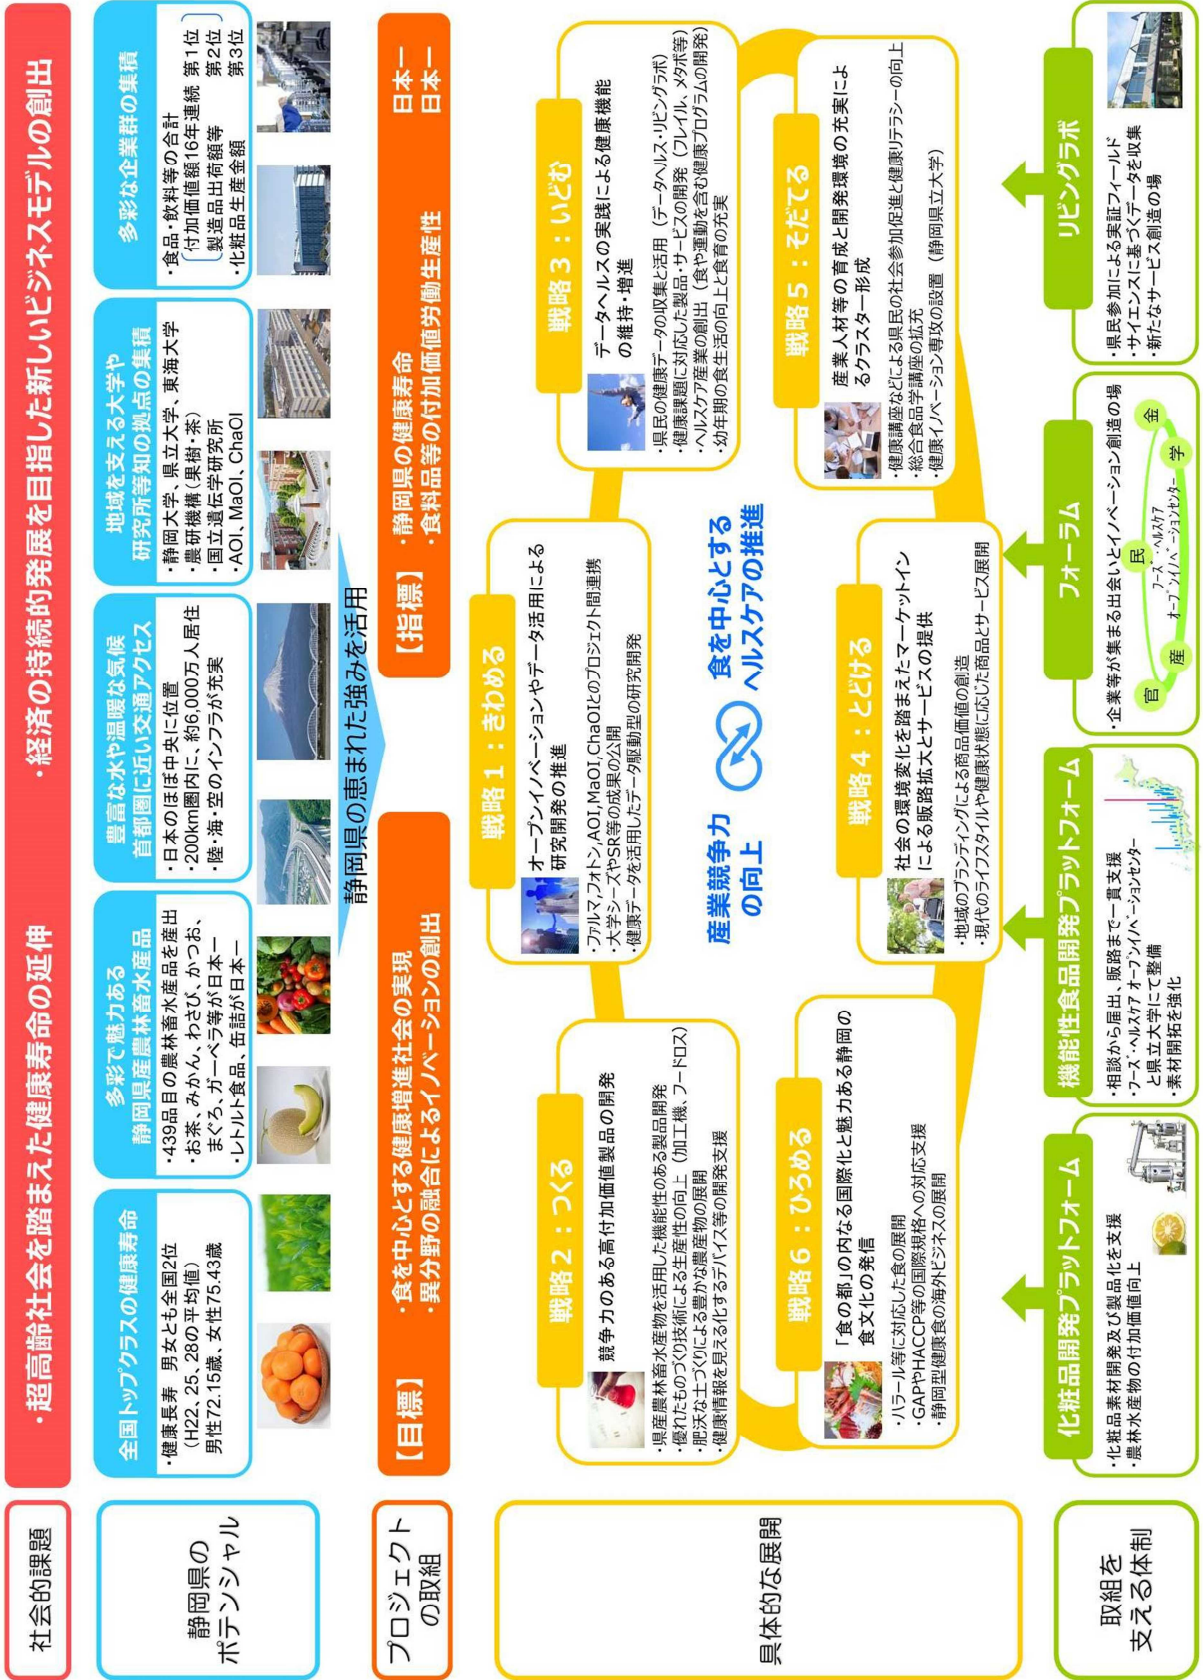 社会的課題
・超高齢社会を踏まえた健康寿命の延伸
・経済の持続的発展を目指した新しいビジネスモデルの創出
静岡県の
ポテンシャル
全国トップクラスの健康寿命
・健康長寿 男女とも全国2位
（H22、25、28の平均値）
男性72.15歳、女性75.43歳
多彩で魅力ある
静岡県産農林畜水産品
・439品目の農林畜水産品を産出
・お茶、みかん、わさび、かつお、
まぐろ、ガーベラ等が日本一
・レトルト食品、缶詰が日本一
豊富な水や温暖な気候
首都圏に近い交通アクセス
・日本のほぼ中央に位置
・200km圏内に、約6,000万人居住
・陸・海・空のインフラが充実
地域を支える大学や
研究所等知の拠点の集積
・静岡大学、県立大学、東海大学
・農研機構（果樹・茶）
・国立遺伝学研究所
・AOI、MaOI、ChaOI
多彩な企業群の集積
・食品・飲料等の合計
付加価値額16年連続 第1位
製造品出荷額等 第2位
・化粧品生産金額 第3位
静岡県の恵まれた強みを活用
プロジェクト
の取組
【目標】
・食を中心とする健康増進社会の実現
・異分野の融合によるイノベーションの創出
【指標】
・静岡県の健康寿命 日本一
・食料品等の付加価値労働生産性 日本一
具体的な展開
戦略2：つくる
競争力のある高付加価値製品の開発
・県産農林畜水産物を活用した機能性のある製品開発
・優れたものづくり技術による生産性の向上（加工機、フードロス）
・肥沃な土づくりによる豊かな農産物の展開
・健康情報を見える化するデバイス等の開発支援
戦略1：きわめる
オープンイノベーションやデータ活用による
研究開発の推進
・ファルマ,フォトン,AOI,MaOI,ChaOIとのプロジェクト間連携
・大学シーズやSR等の成果の公開
・健康データを活用したデータ駆動型の研究開発
戦略3：いどむ
データヘルスの実践による健康機能
の維持・増進
・県民の健康データの収集と活用（データヘルス・リビングラボ）
・健康課題に対応した製品・サービスの開発（フレイル、メタボ等）
・ヘルスケア産業の創出（食や運動を含む健康プログラムの開発）
・幼年期の食生活の向上と食育の充実
産業競争力
の向上
食を中心とする
ヘルスケアの推進
戦略6：ひろめる
「食の都」の内なる国際化と魅力ある静岡の
食文化の発信
・ハラール等に対応した食の展開
・GAPやHACCP等の国際規格への対応支援
・静岡型健康食の海外ビジネスの展開
戦略4：とどける
社会の環境変化を踏まえたマーケットイン
による販路拡大とサービスの提供
・地域のブランディングによる商品価値の創造
・現代のライフスタイルや健康状態に応じた商品とサービス展開
戦略5：そだてる
産業人材等の育成と開発環境の充実によ
るクラスター形成
・健康講座などによる県民の社会参加促進と健康リテラシーの向上
・総合食品学講座の拡充
・健康イノベーション専攻の設置（静岡県立大学）
取組を
支える体制
化粧品開発プラットフォーム
・化粧品素材開発及び製品化を支援
・農林水産物の付加価値向上
機能性食品開発プラットフォーム
・相談から届出、販路まで一貫支援
・フーズ・ヘルスケア オープンイノベーションセンター
と県立大学にて整備
・素材開拓を強化
フォーラム
・企業等が集まる出会いとイノベーション創造の場
官
産
民
学
金
フーズ・ヘルスケア
オープンイノベーションセンター
リビングラボ
・県民参加による実証フィールド
・サイエンスに基づくデータを収集
・新たなサービス創造の場